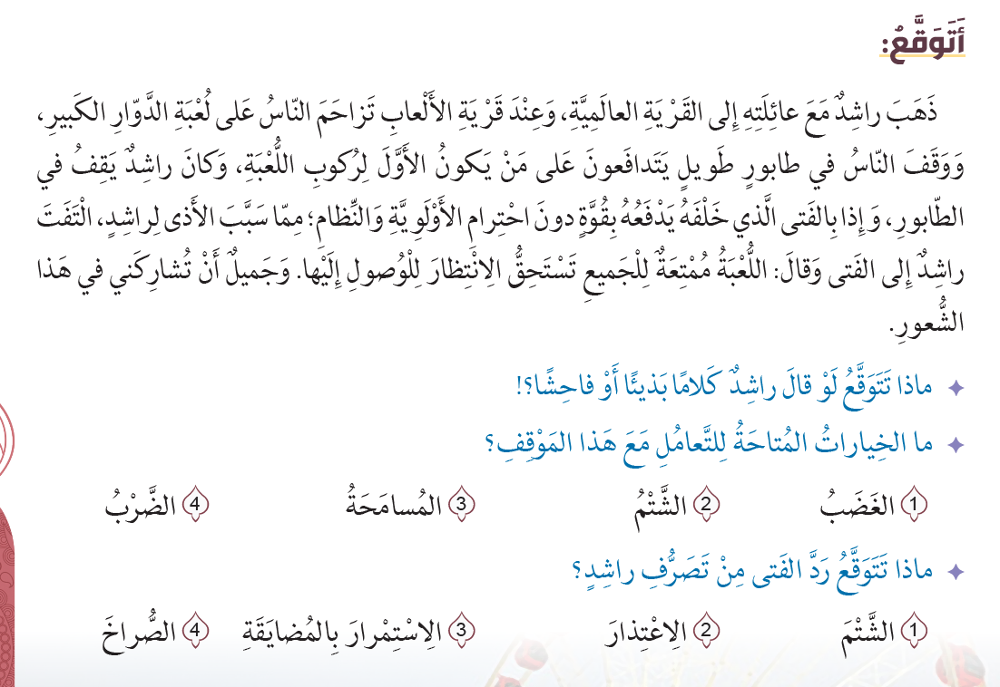 أَتَوَقَّعُ:
ذَهَبَ راشِدٌ مَعَ عائِلَتِهِ إِلى القَرْيَةِ العالَمِيَّةِ، وَعِنْدَ قَرْيَةِ الأَلْعابِ تَزاحَمَ النّاسُ عَلى لُعْبَةِ الدَّوّارِ الكَبيرِ،
وَوَقَفَ النّاسُ في طابورٍ طَويلٍ يَتَدافَعونَ عَلى مَنْ يَكونُ الأَوَّلَ لِرُكوبِ اللُّعْبَةِ، وَكانَ راشِدٌ يَقِفُ في
الطّابورِ، وَإِذا بِالفَتى الَّذي خَلْفَهُ يَدْفَعُهُ بِقُوَّةٍ دونَ احْتِرامِ الأَوْلَوِيَّةِ وَالنِّظامِ؛ مِمّا سَبَّبَ الأَذى لِراشِدٍ، الْتَفَتَ
راشِدٌ إِلى الفَتى وَقالَ: اللُّعْبَةُ مُمْتِعَةٌ لِلْجَميعِ تَسْتَحِقُّ الِانْتِظارَ لِلْوُصولِ إِلَيْها. وَجَميلٌ أَنْ تُشارِكَني في هَذا
الشُّعورِ.
ماذا تَتَوَقَّعُ لَوْ قالَ راشِدٌ كَلامًا بَذيئًا أَوْ فاحِشًا؟!
ما الخِياراتُ المُتاحَةُ لِلتَّعامُلِ مَعَ هَذا المَوْقِفِ؟
1 الغَضَبُ 2 الشَّتْمُ 3 المُسامَحَةُ 4 الضَّرْبُ
ماذا تَتَوَقَّعُ رَدَّ الفَتى مِنْ تَصَرُّفِ راشِدٍ؟
1 الشَّتْمَ 2 الِاعْتِذارَ 3 الِاسْتِمْرارَ بِالمُضايَقَةِ 4 الصُّراخَ